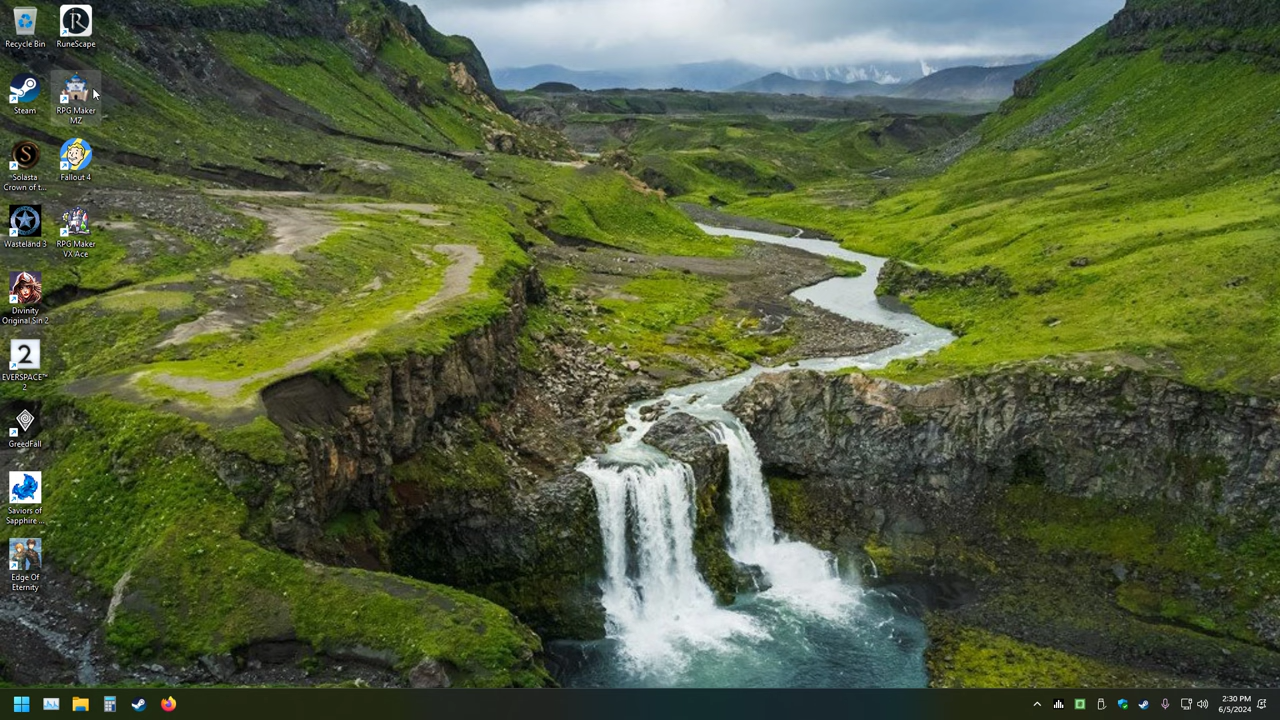 Recycle Bin
RuneScape
Steam
RPG Maker
MZ
Solasta
Crown of t...
Fallout 4
Wasteland 3
RPG Maker
VX Ace
Divinity
Original Sin 2
2
EVERSPACE™
2
GreedFall
Saviors of
Sapphire ...
Edge Of
Eternity
2:30 PM
6/5/2024